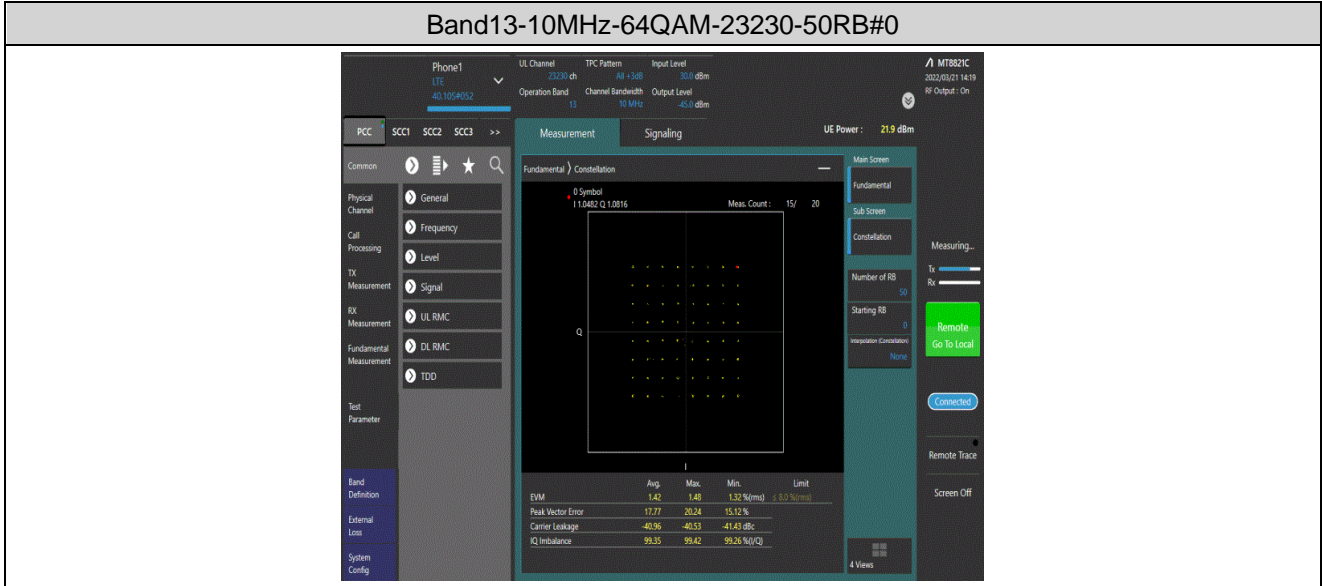 Band13-10MHz-64QAM-23230-50RB#0
Phone1
LTE
40.10S#052
UL Channel
23230 ch
TPC Pattern
All +3dB
Input Level
30.0 dBm
Operation Band
13
Channel Bandwidth
10 MHz
Output Level
-45.0 dBm
MT8821C
2022/03/21 14:19
RF Output : On
PCC SCC1 SCC2 SCC3 >>
Measurement Signaling
UE Power : 21.9 dBm
Common
Physical
Channel
Call
Processing
TX
Measurement
RX
Measurement
Fundamental
Measurement
Test
Parameter
Band
Definition
External
Loss
System
Config
General
Frequency
Level
Signal
UL RMC
DL RMC
TDD
Fundamental 〉 Constellation
0 Symbol
I 1.0482 Q 1.0816
Meas. Count : 15/ 20
Q
I
Avg. Max. Min. Limit
EVM 1.42 1.48 1.32 %(rms) ≤ 8.0 %(rms)
Peak Vector Error 17.77 20.24 15.12 %
Carrier Leakage -40.96 -40.53 -41.43 dBc
IQ Imbalance 99.35 99.42 99.26 %(I/Q)
Main Screen
Fundamental
Sub Screen
Constellation
Number of RB
50
Starting RB
0
Interpolation (Constellation)
None
4 Views
Measuring...
Tx
Rx
Remote
Go To Local
Connected
Remote Trace
Screen Off